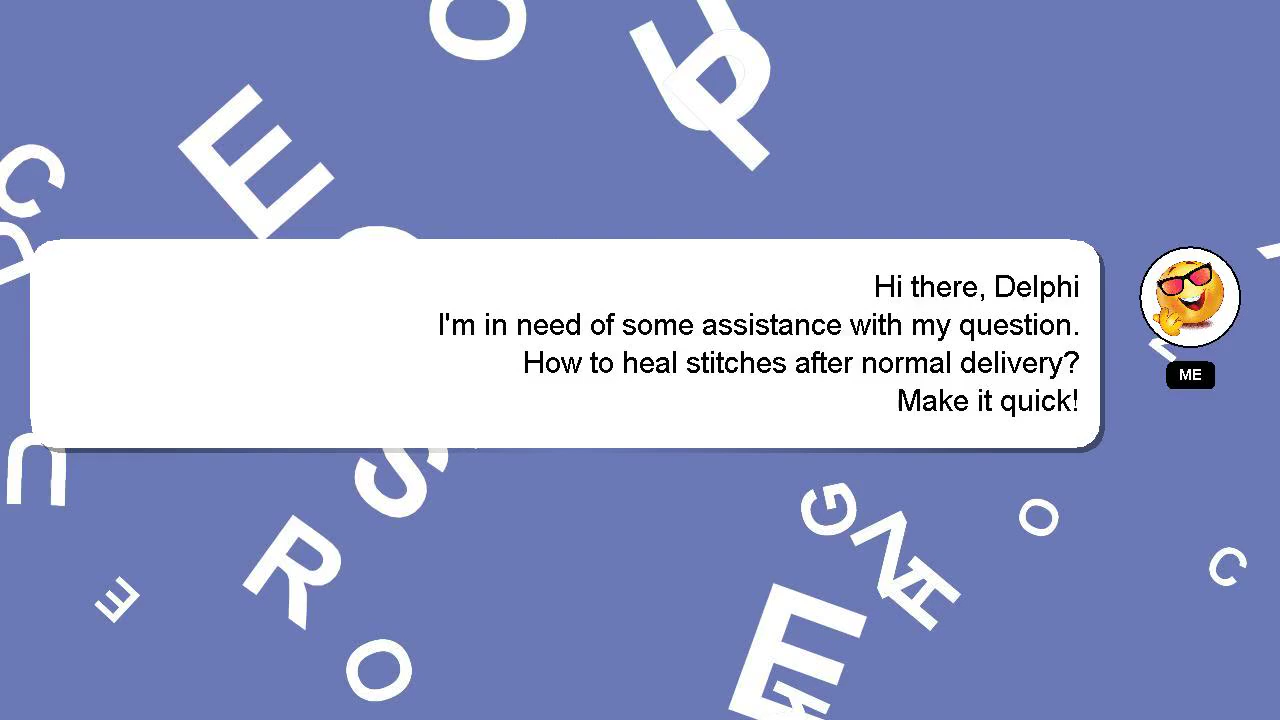 Hi there, Delphi
I'm in need of some assistance with my question.
How to heal stitches after normal delivery?
Make it quick!
ME